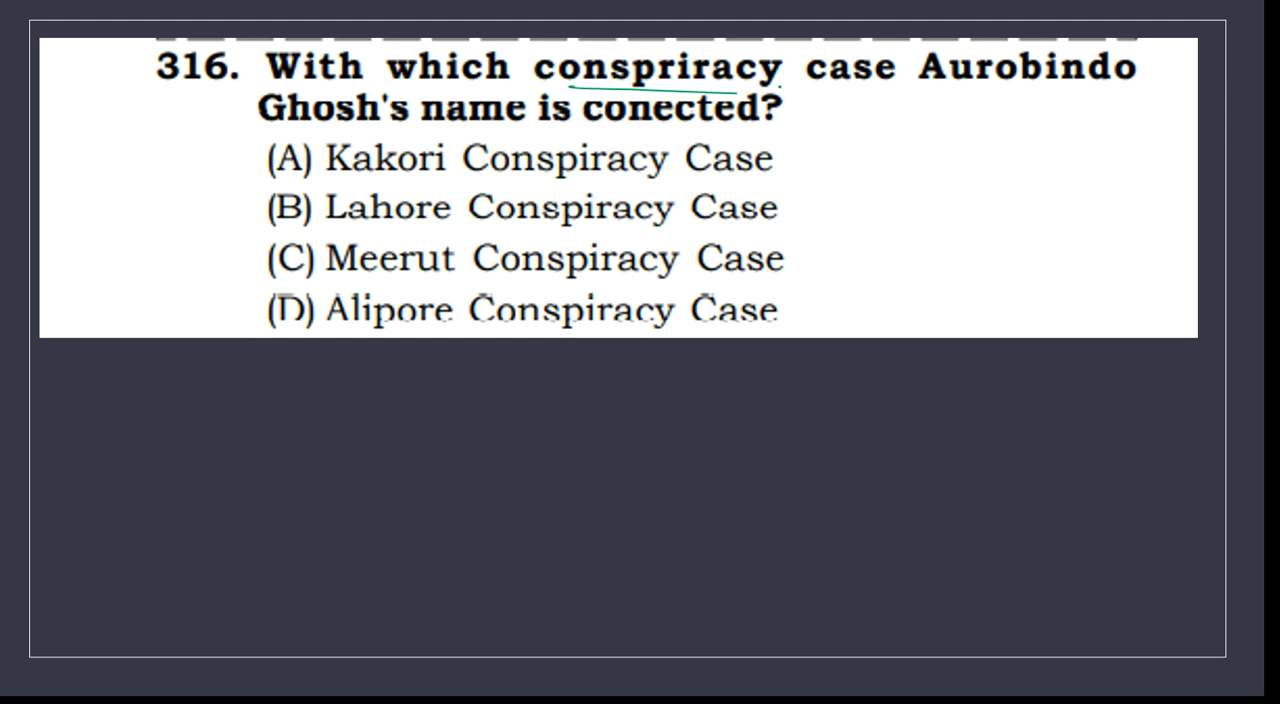 316. With which conspriracy case Aurobindo
Ghosh's name is conected?
(A) Kakori Conspiracy Case
(B) Lahore Conspiracy Case
(C) Meerut Conspiracy Case
(D) Alipore Conspiracy Case